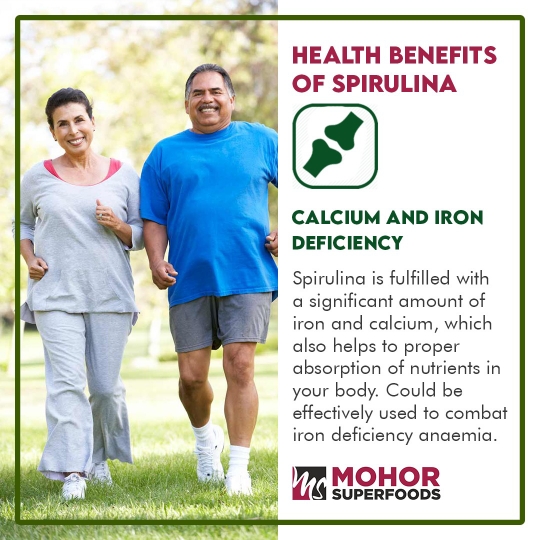 HEALTH BENEFITS
OF SPIRULINA
CALCIUM AND IRON
DEFICIENCY
Spirulina is fulfilled with
a significant amount of
iron and calcium, which
also helps to proper
absorption of nutrients in
your body. Could be
effectively used to combat
iron deficiency anaemia.
MS MOHOR
SUPERFOODS